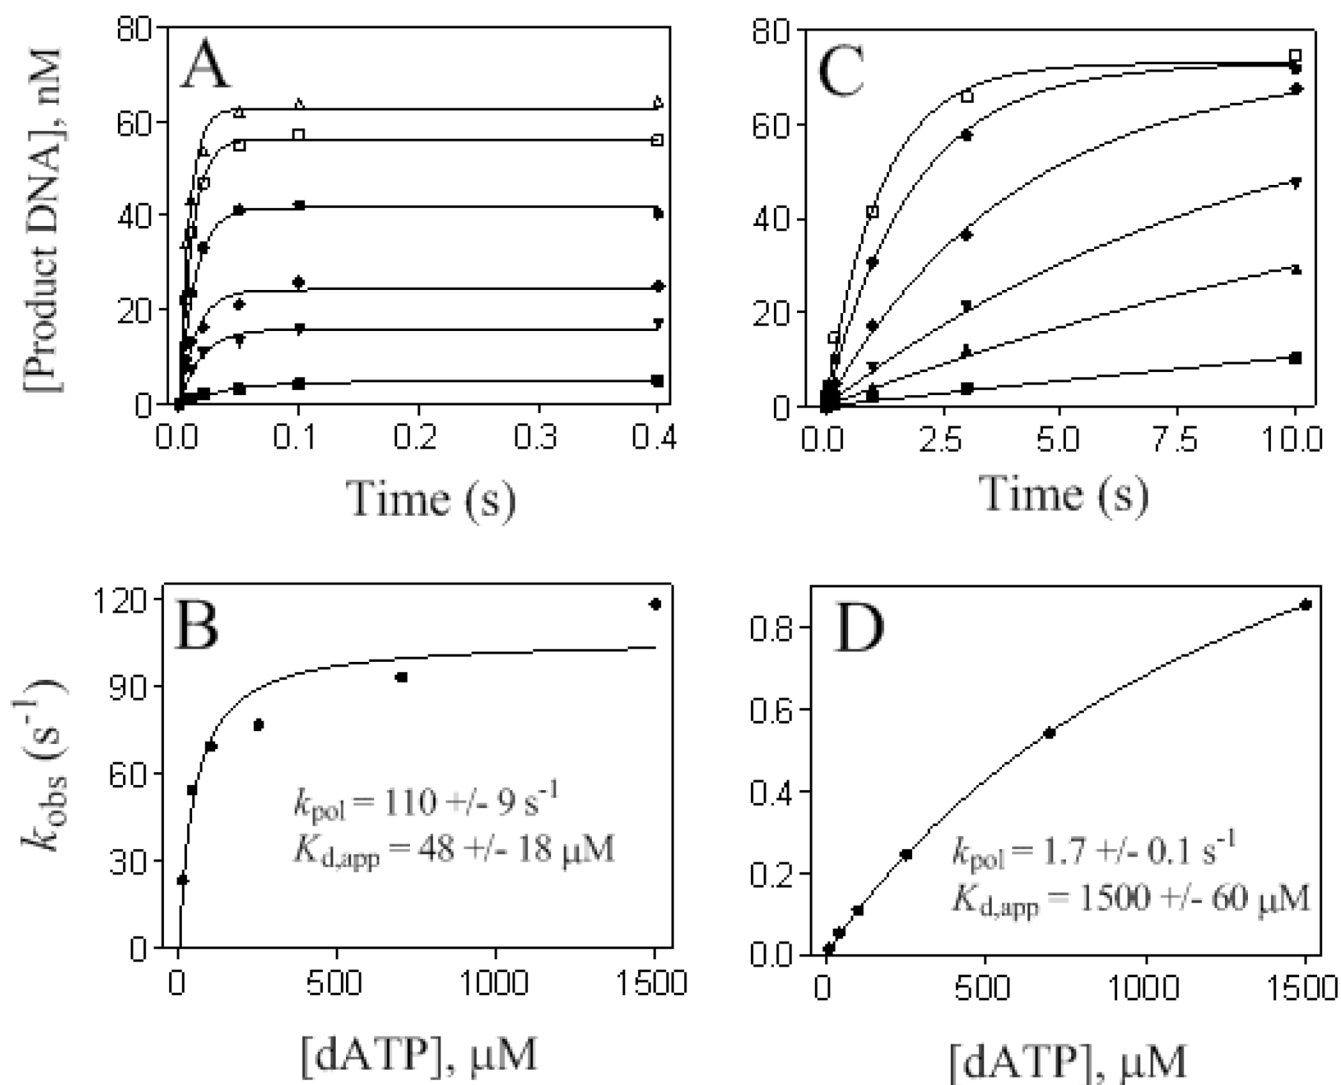 A
[Product DNA], nM
80
60
40
20
0
0.0 0.1 0.2 0.3 0.4
Time (s)
C
80
60
40
20
0
0.0 2.5 5.0 7.5 10.0
Time (s)
B
kobs (s-1)
120
90
60
30
0
kpol = 110 +/- 9 s-1
Kd,app = 48 +/- 18 μM
0 500 1000 1500
[dATP], μM
D
0.8
0.6
0.4
0.2
0.0
kpol = 1.7 +/- 0.1 s-1
Kd,app = 1500 +/- 60 μM
0 500 1000 1500
[dATP], μM